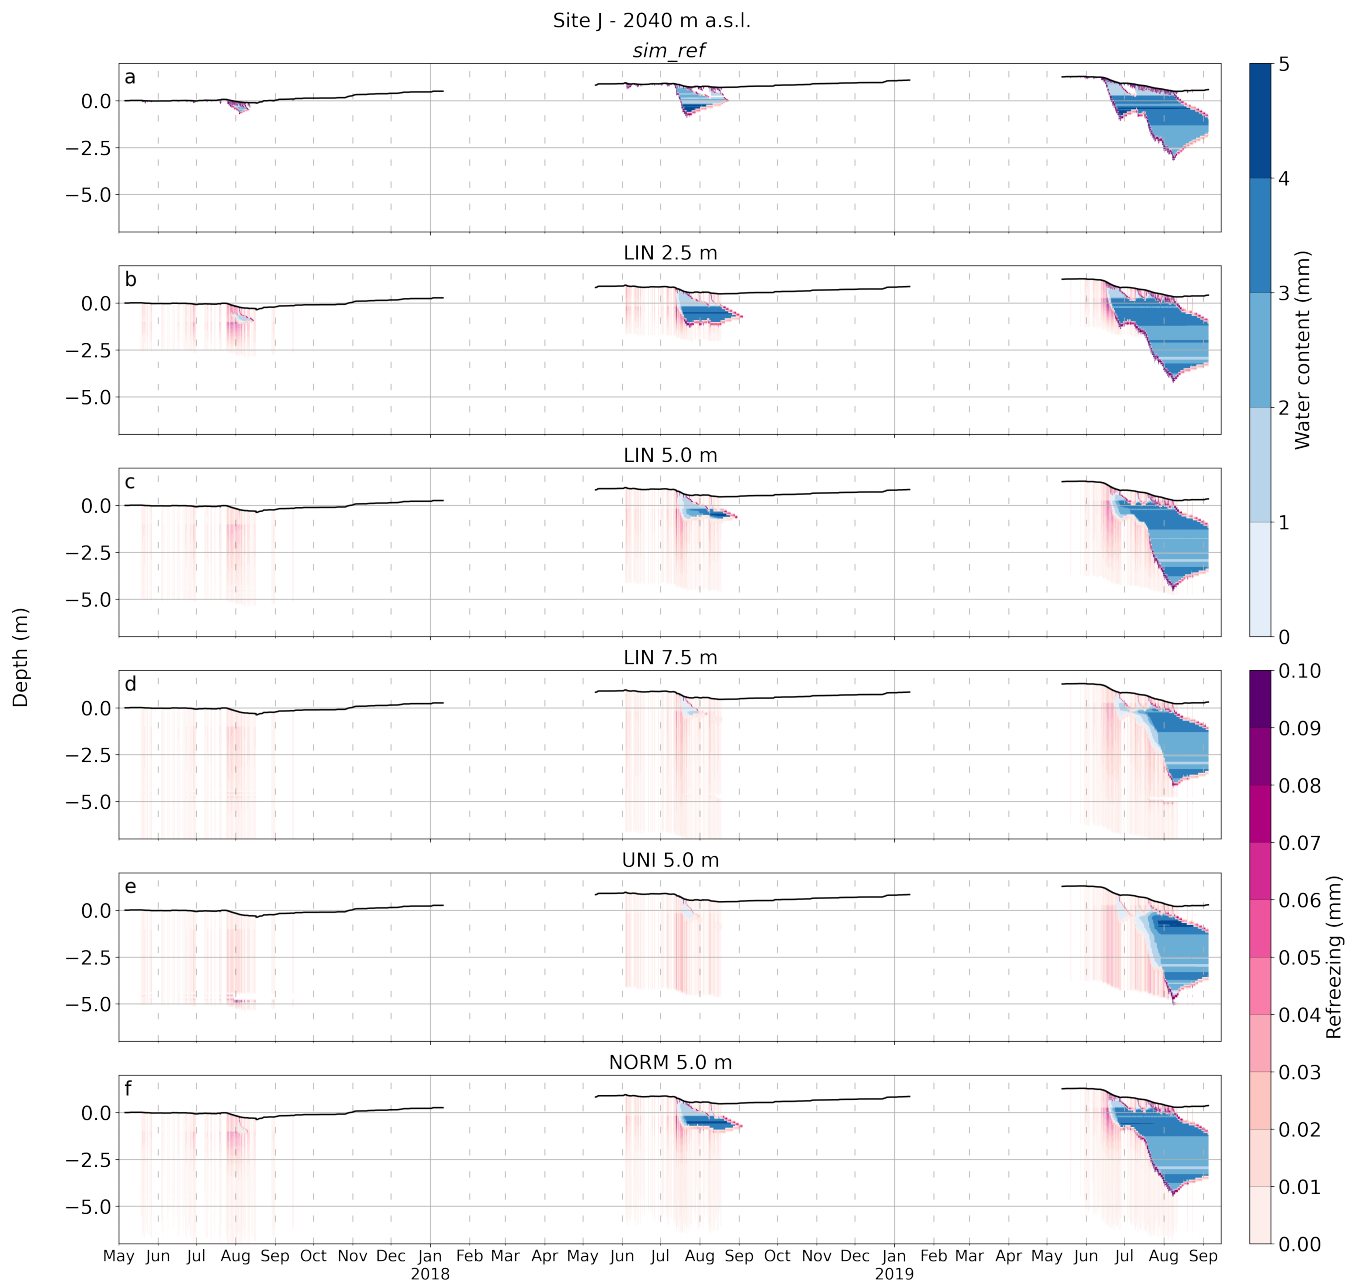 Site J - 2040 m a.s.l.
sim_ref
a
0.0
−2.5
−5.0
LIN 2.5 m
b
0.0
−2.5
−5.0
LIN 5.0 m
c
0.0
−2.5
−5.0
LIN 7.5 m
d
0.0
−2.5
−5.0
UNI 5.0 m
e
0.0
−2.5
−5.0
NORM 5.0 m
f
0.0
−2.5
−5.0
Depth (m)
May Jun Jul Aug Sep Oct Nov Dec Jan Feb Mar Apr May Jun Jul Aug Sep Oct Nov Dec Jan Feb Mar Apr May Jun Jul Aug Sep
2018 2019
5
4
3
2
1
0
Water content (mm)
0.10
0.09
0.08
0.07
0.06
0.05
0.04
0.03
0.02
0.01
0.00
Refreezing (mm)